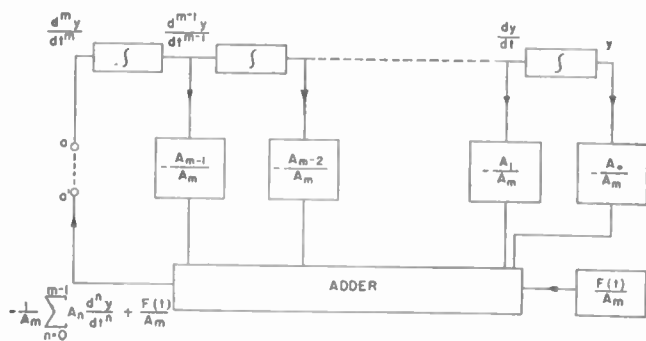 d^m y / dt^m
d^{m-1} y / dt^{m-1}
dy / dt
y
∫ ∫ ∫
a
a'
- A_{m-1} / A_m
- A_{m-2} / A_m
- A_1 / A_m
- A_0 / A_m
ADDER
F(t) / A_m
- 1/A_m \sum_{n=0}^{m-1} A_n d^n y / dt^n + F(t) / A_m